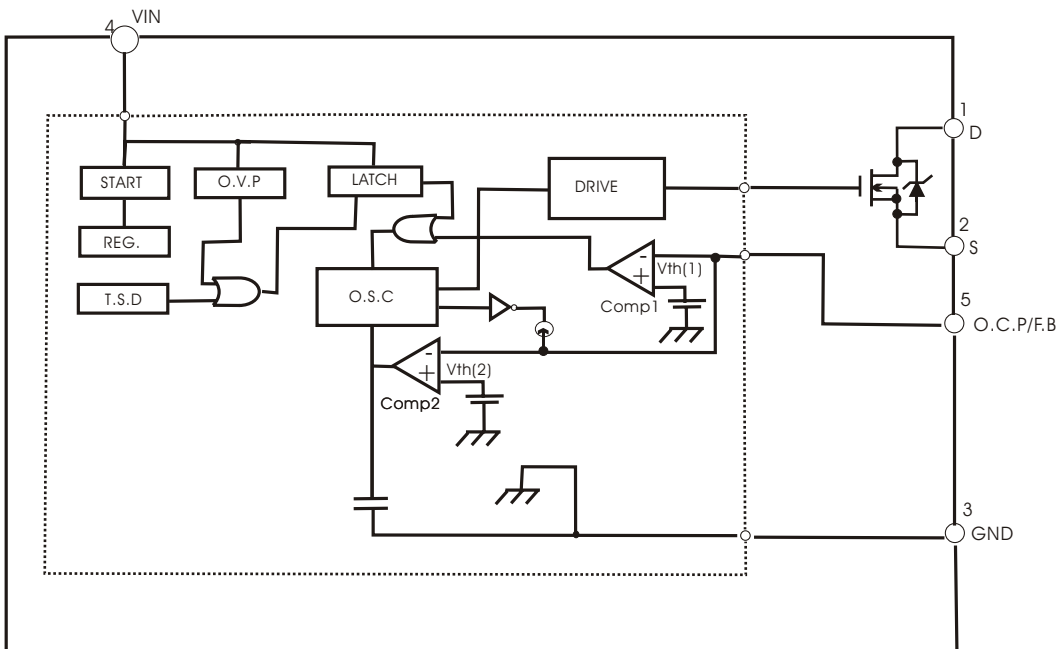 4 VIN
1
D
START
O.V.P
LATCH
DRIVE
REG.
2
S
Vth(1)
-
+
Comp1
T.S.D
O.S.C
5
O.C.P/F.B
-
+
Vth(2)
Comp2
3
GND